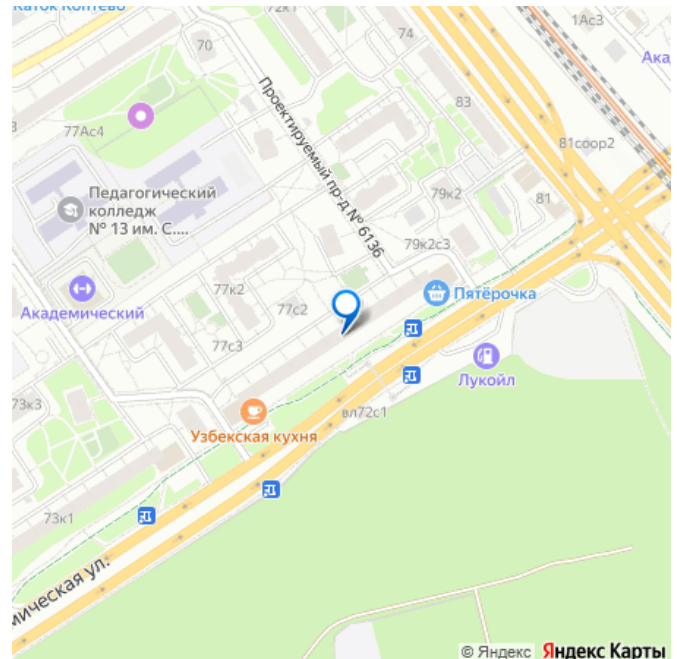 Каток Коптево
72к1
1Ас3
74
70
Ака
83
77Ас4
81соор2
Проектируемый пр-д № 6136
Педагогический
колледж
№ 13 им. С....
79к2
81
79к2с3
77к2
Академический
77с2
Пятёрочка
77с3
Лукойл
73к3
вл72с1
Узбекская кухня
73к1
мическая ул.
© Яндекс Яндекс Карты